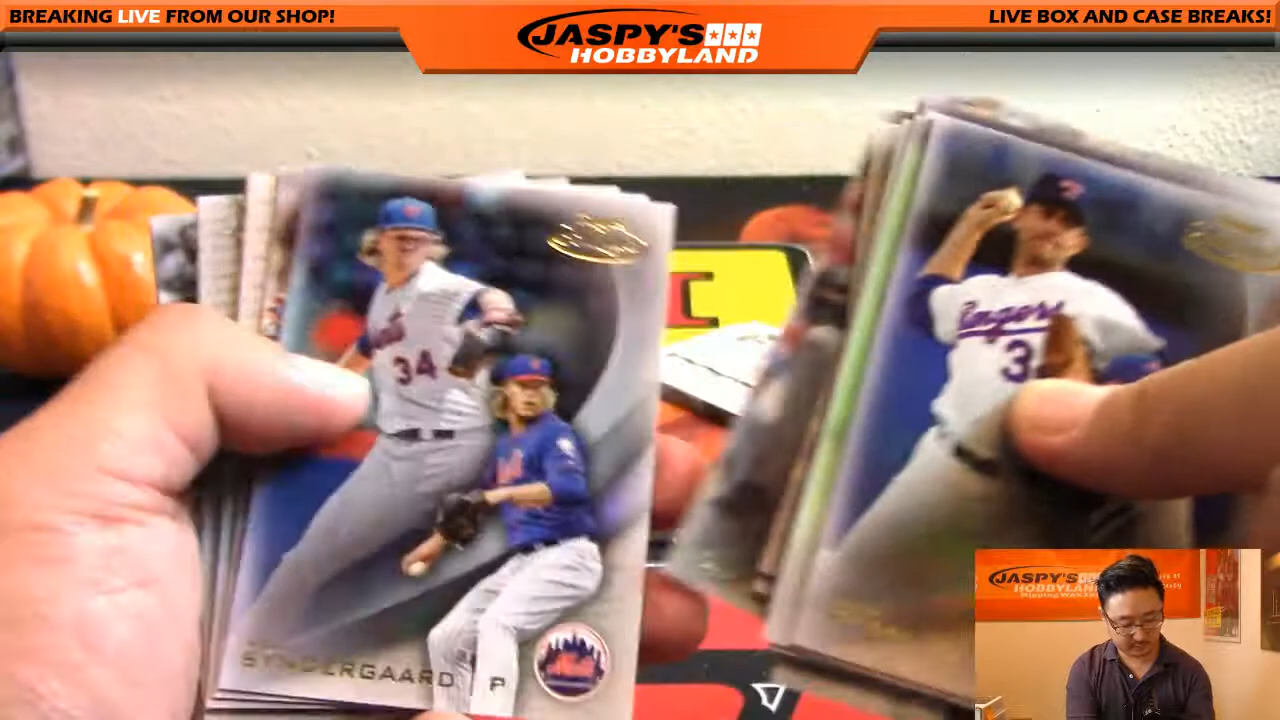 BREAKING LIVE FROM OUR SHOP!
JASPY'S
HOBBYLAND
LIVE BOX AND CASE BREAKS!
Mets
34
SYNDERGAARD P
Mets
Rangers
3
JASPY'S
HOBBYLAND